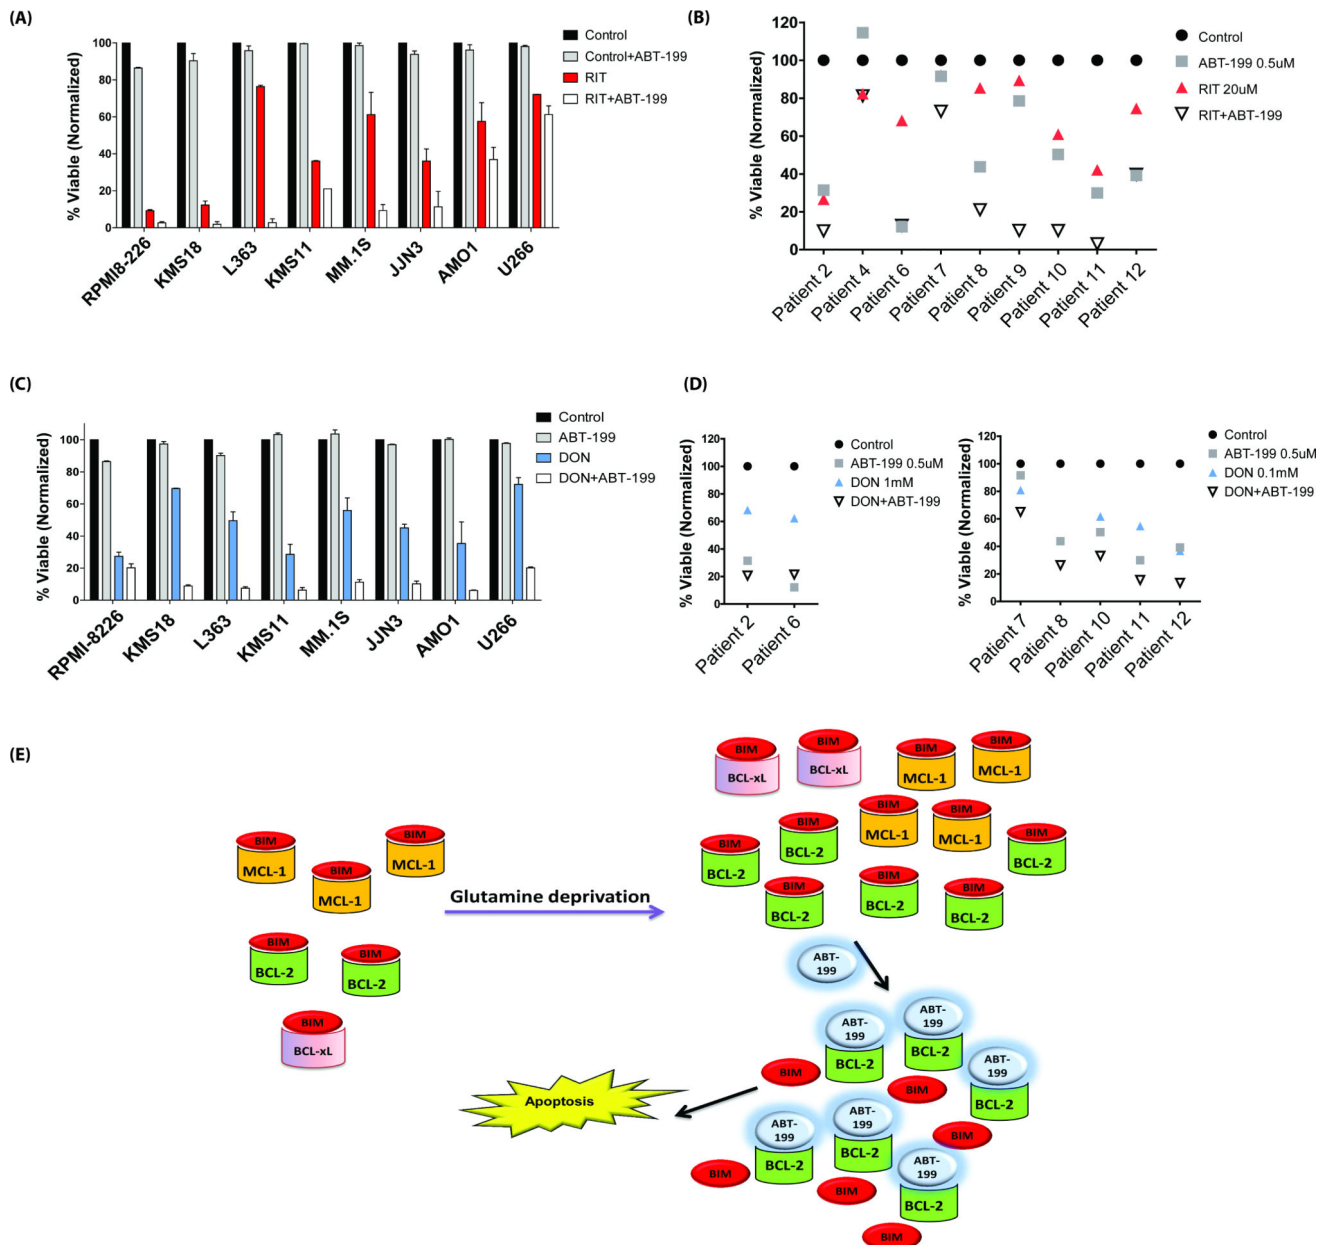 (A)
% Viable (Normalized)
100
80
60
40
20
0
RPMI8-226
KMS18
L363
KMS11
MM.1S
JJN3
AMO1
U266
Control
Control+ABT-199
RIT
RIT+ABT-199
(B)
% Viable (Normalized)
120
100
80
60
40
20
0
Patient 2
Patient 4
Patient 6
Patient 7
Patient 8
Patient 9
Patient 10
Patient 11
Patient 12
Control
ABT-199 0.5uM
RIT 20uM
RIT+ABT-199
(C)
% Viable (Normalized)
100
80
60
40
20
0
RPMI-8226
KMS18
L363
KMS11
MM.1S
JJN3
AMO1
U266
Control
ABT-199
DON
DON+ABT-199
(D)
% Viable (Normalized)
120
100
80
60
40
20
0
Patient 2
Patient 6
Control
ABT-199 0.5uM
DON 1mM
DON+ABT-199
% Viable (Normalized)
120
100
80
60
40
20
0
Patient 7
Patient 8
Patient 10
Patient 11
Patient 12
Control
ABT-199 0.5uM
DON 0.1mM
DON+ABT-199
(E)
BIM
MCL-1
BIM
MCL-1
BIM
MCL-1
BIM
BCL-2
BIM
BCL-2
BIM
BCL-xL
Glutamine deprivation
BIM
BCL-xL
BIM
BCL-xL
BIM
MCL-1
BIM
MCL-1
BIM
MCL-1
BIM
MCL-1
BIM
BCL-2
BIM
BCL-2
BIM
BCL-2
BIM
BCL-2
BIM
BCL-2
BIM
BCL-2
ABT-
199
ABT-
199
BCL-2
ABT-
199
BCL-2
ABT-
199
BCL-2
BIM
BIM
Apoptosis
ABT-
199
BCL-2
ABT-
199
BCL-2
BIM
ABT-
199
BCL-2
BIM
BIM
BIM